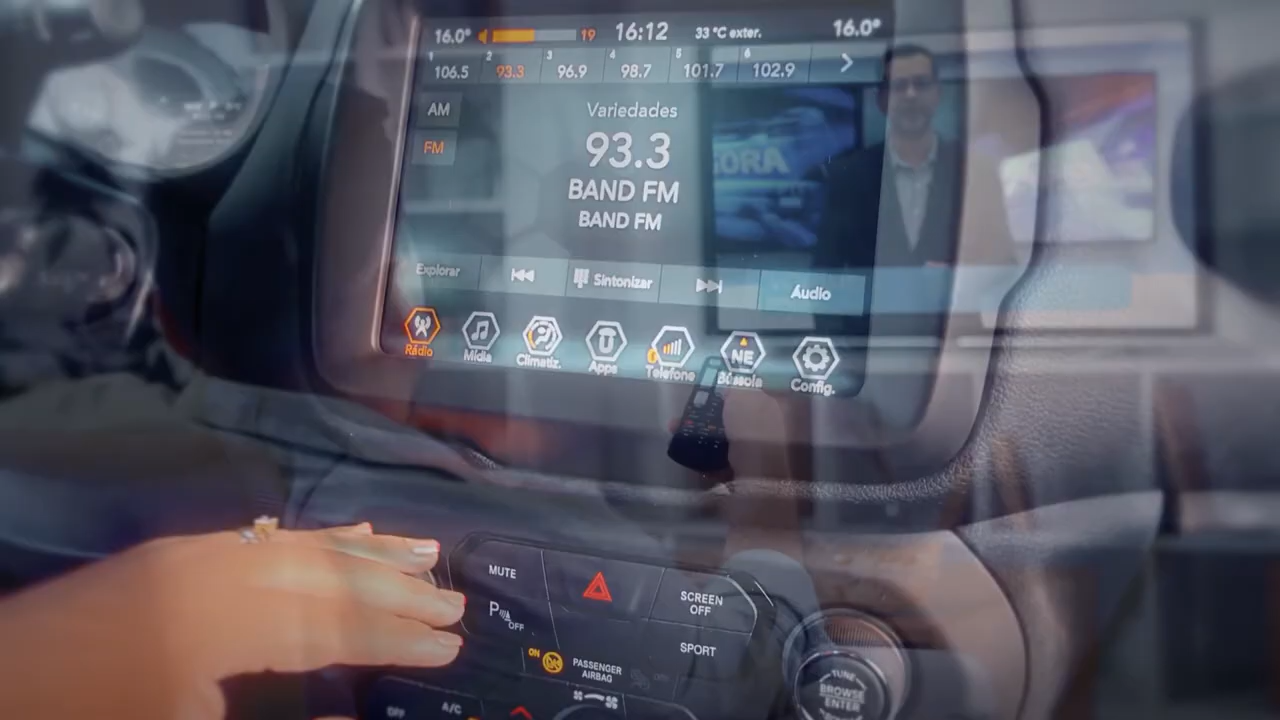 16.0° 19 16:12 33 °C exter. 16.0°
1 106.5 2 93.3 3 96.9 4 98.7 5 101.7 6 102.9
AM
FM
Variedades
93.3
BAND FM
BAND FM
GORA
Explorar Sintonizar Áudio
Rádio Mídia Climatiz. Apps Telefone NE Bússola Config.
MUTE
SCREEN OFF
P OFF
SPORT
ON PASSENGER AIRBAG OFF
OFF A/C
TUNE
BROWSE
ENTER